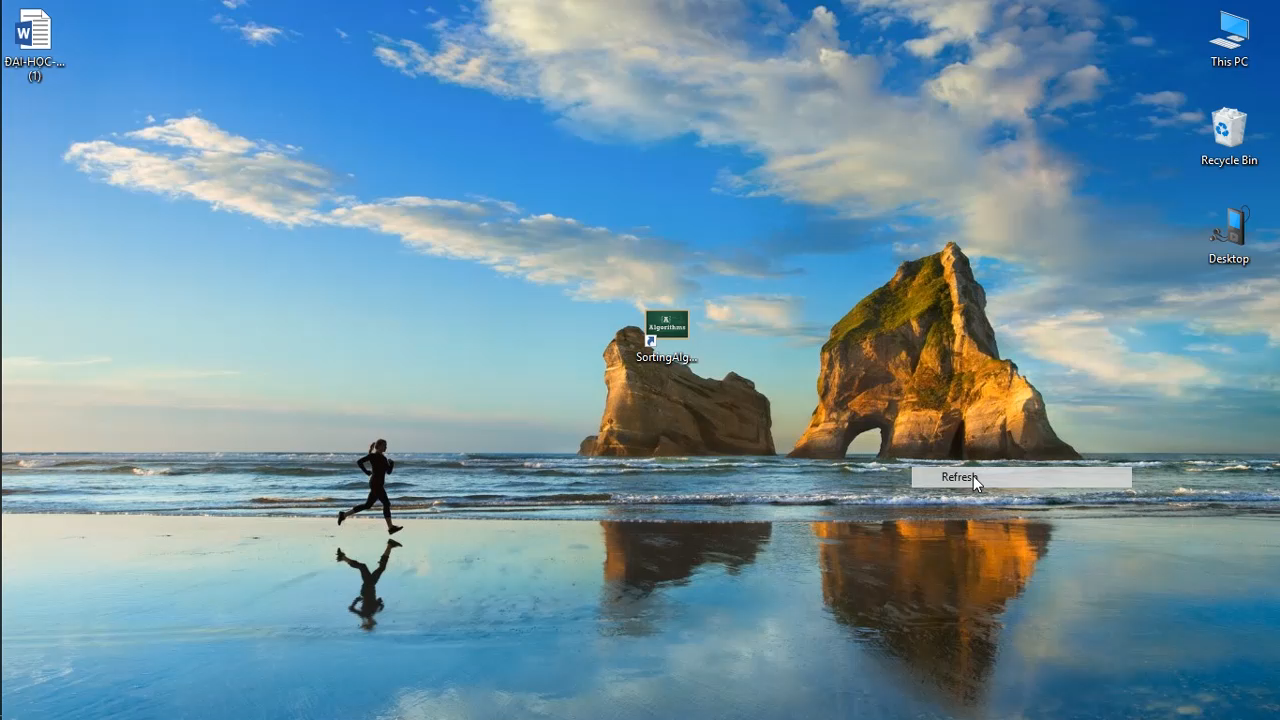 W
ĐẠI-HỌC-...
(1)
This PC
Recycle Bin
Desktop
Algorithms
SortingAlg...
Refresh